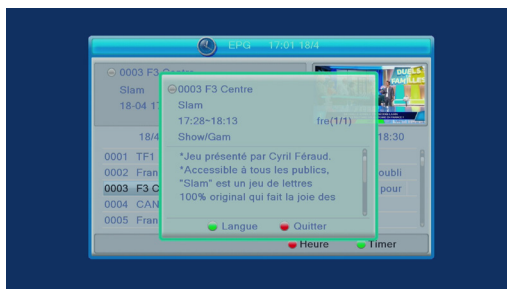 EPG 17:01 18/4
0003 F3 Centre
DUELS
FAMILLES
Slam
18-04 17
0003 F3 Centre
Slam
17:28~18:13 fre(1/1)
Show/Gam
"Jeu présenté par Cyril Féraud.
"Accessible à tous les publics,
"Slam" est un jeu de lettres
100% original qui fait la joie des
Langue Quitter
18/4 18:30
0001 TF1
0002 Fran oubli
0003 F3 C pour
0004 CAN
0005 Fran
Heure Timer